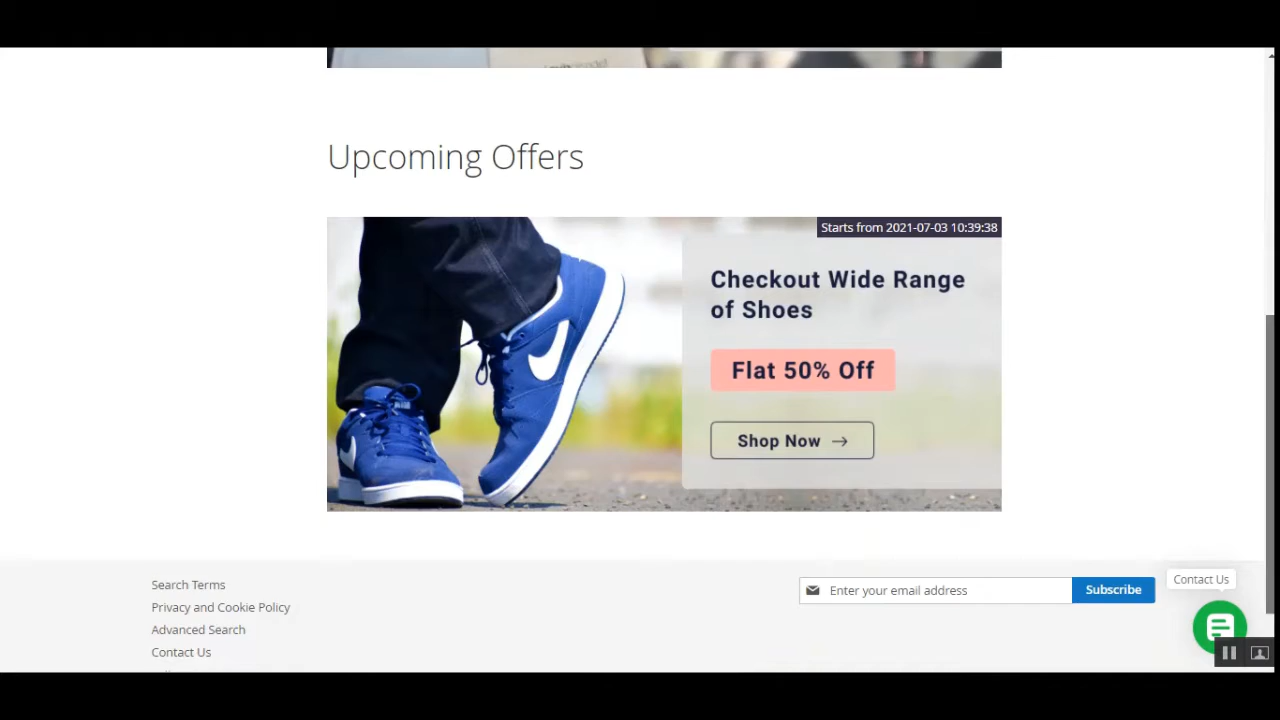 Upcoming Offers
Starts from 2021-07-03 10:39:38
Checkout Wide Range
of Shoes
Flat 50% Off
Shop Now →
Search Terms
Privacy and Cookie Policy
Advanced Search
Contact Us
Enter your email address
Subscribe
Contact Us